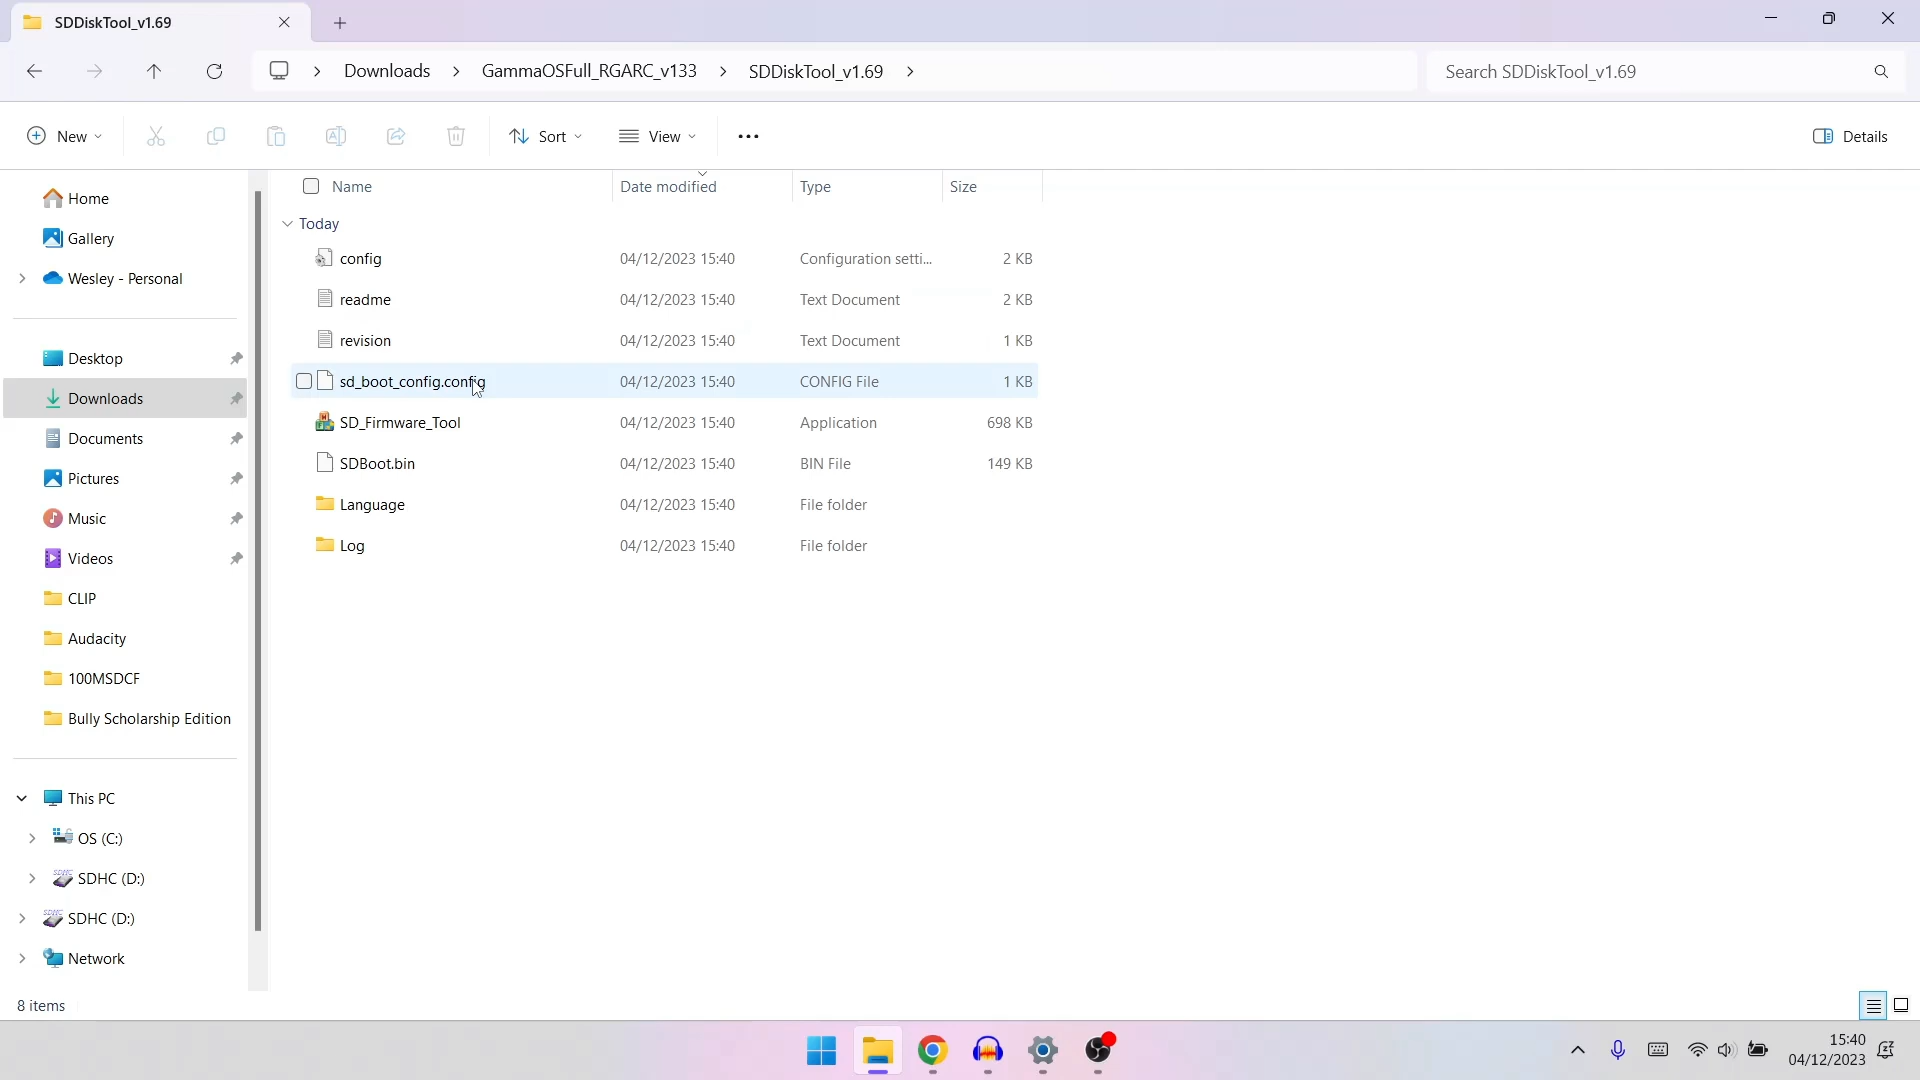 SDDiskTool_v1.69
Downloads GammaOSFull_RGARC_v133 SDDiskTool_v1.69 Search SDDiskTool_v1.69
New Sort View Details
Name Date modified Type Size
Today
config 04/12/2023 15:40 Configuration setti... 2 KB
readme 04/12/2023 15:40 Text Document 2 KB
revision 04/12/2023 15:40 Text Document 1 KB
sd_boot_config.config 04/12/2023 15:40 CONFIG File 1 KB
SD_Firmware_Tool 04/12/2023 15:40 Application 698 KB
SDBoot.bin 04/12/2023 15:40 BIN File 149 KB
Language 04/12/2023 15:40 File folder
Log 04/12/2023 15:40 File folder
Home
Gallery
Wesley - Personal
Desktop
Downloads
Documents
Pictures
Music
Videos
CLIP
Audacity
100MSDCF
Bully Scholarship Edition
This PC
OS (C:)
SDHC (D:)
SDHC (D:)
Network
8 items
15:40
04/12/2023